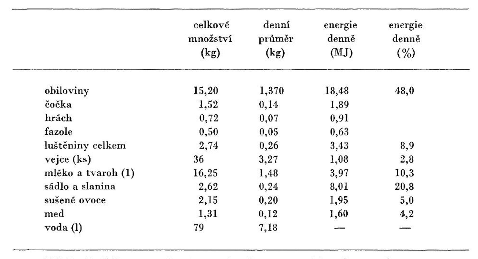 celkové denní energie energie
množství průměr denně denně
(kg) (kg) (MJ) (%)
obiloviny 15,20 1,370 18,48 48,0
čočka 1,52 0,14 1,89
hrách 0,72 0,07 0,91
fazole 0,50 0,05 0,63
luštěniny celkem 2,74 0,26 3,43 8,9
vejce (ks) 36 3,27 1,08 2,8
mléko a tvaroh (l) 16,25 1,48 3,97 10,3
sádlo a slanina 2,62 0,24 8,01 20,8
sušené ovoce 2,15 0,20 1,95 5,0
med 1,31 0,12 1,60 4,2
voda (l) 79 7,18 — —